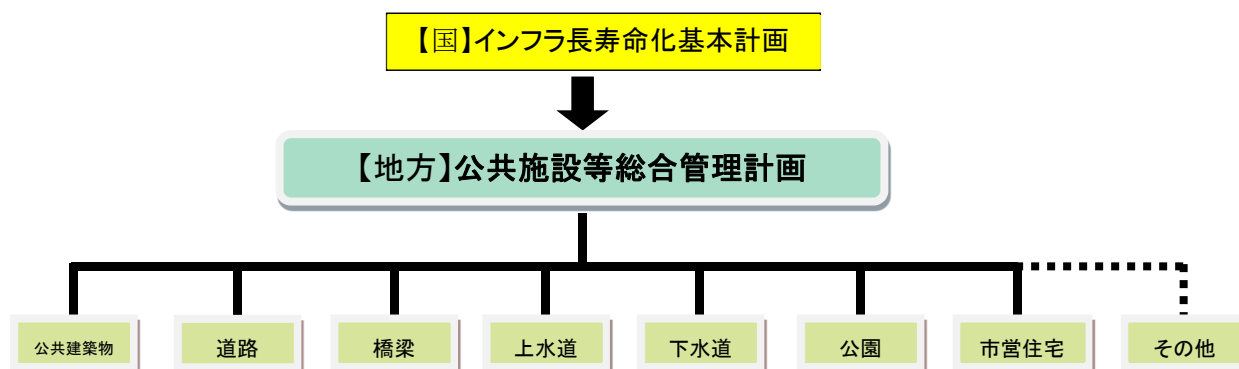 【国】インフラ長寿命化基本計画
【地方】公共施設等総合管理計画
公共建築物
道路
橋梁
上水道
下水道
公園
市営住宅
その他